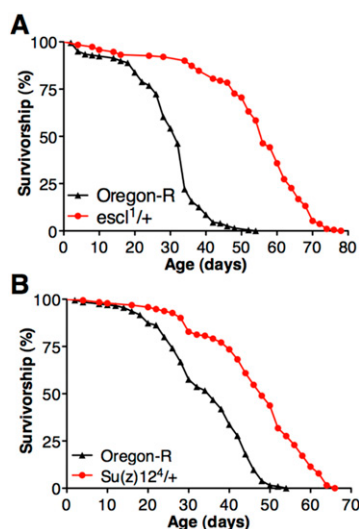 A
Survivorship (%)
100
75
50
25
0
Oregon-R
escl¹/+
0 10 20 30 40 50 60 70 80
Age (days)
B
Survivorship (%)
100
75
50
25
0
Oregon-R
Su(z)12⁴/+
0 10 20 30 40 50 60 70
Age (days)